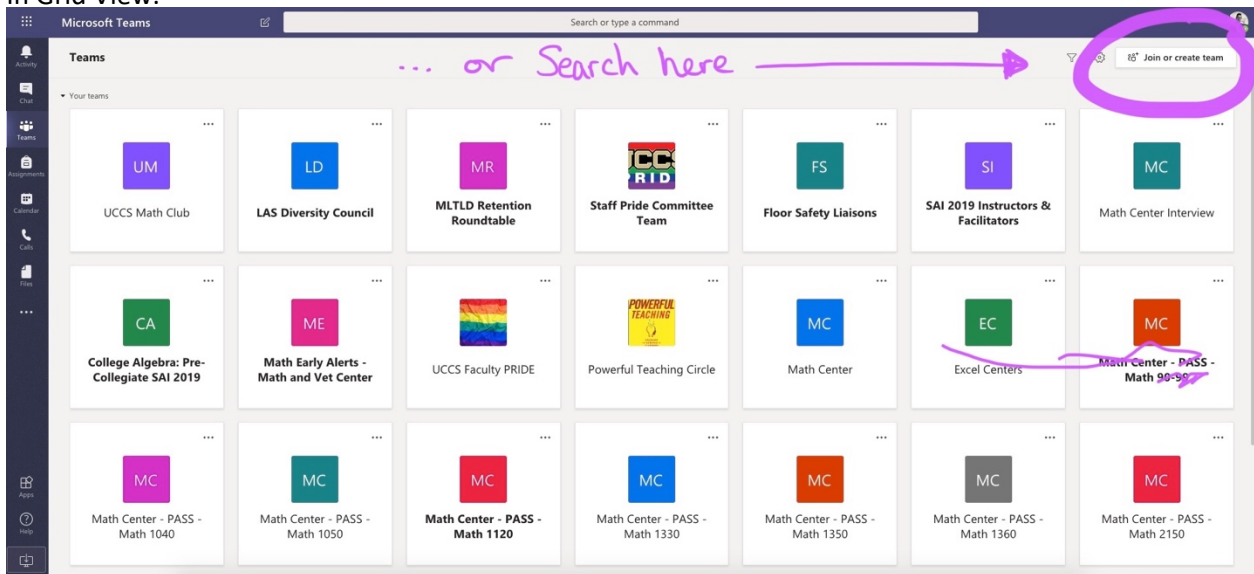 in Grid View:
Microsoft Teams
Search or type a command
Activity
Chat
Teams
Assignments
Calendar
Calls
Files
Apps
Help
Teams
... or Search here
Join or create team
Your teams
UM
UCCS Math Club
LD
LAS Diversity Council
MR
MLTLD Retention
Roundtable
UCCS
PRID
Staff Pride Committee
Team
FS
Floor Safety Liaisons
SI
SAI 2019 Instructors &
Facilitators
MC
Math Center Interview
CA
College Algebra: Pre-
Collegiate SAI 2019
ME
Math Early Alerts -
Math and Vet Center
UCCS Faculty PRIDE
POWERFUL
TEACHING
Powerful Teaching Circle
MC
Math Center
EC
Excel Centers
MC
Math Center - PASS -
Math 90-99
MC
Math Center - PASS -
Math 1040
MC
Math Center - PASS -
Math 1050
MC
Math Center - PASS -
Math 1120
MC
Math Center - PASS -
Math 1330
MC
Math Center - PASS -
Math 1350
MC
Math Center - PASS -
Math 1360
MC
Math Center - PASS -
Math 2150